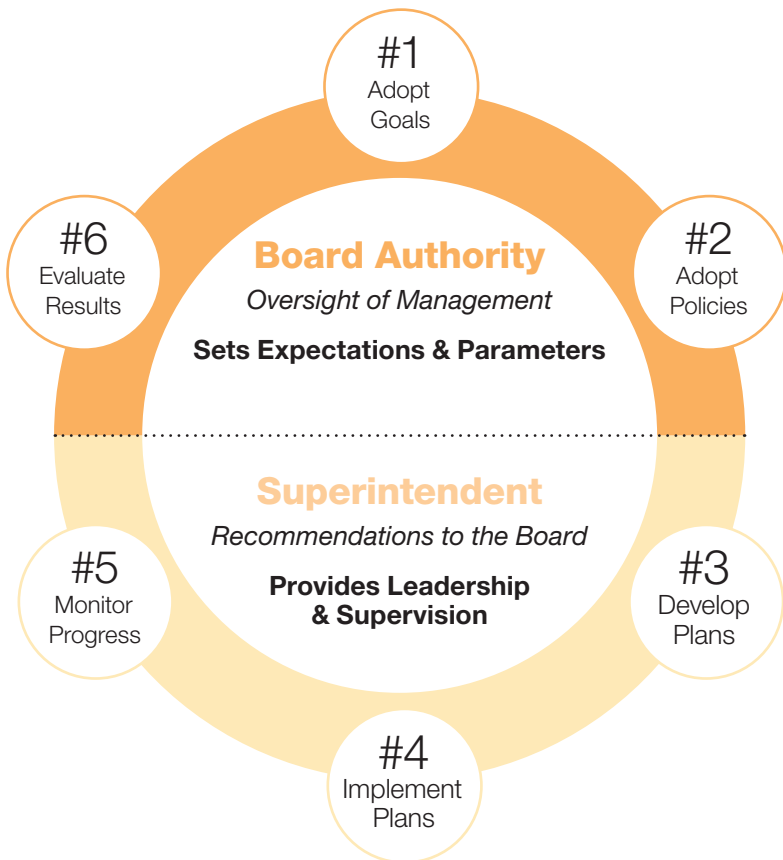 #1
Adopt
Goals
#6
Evaluate
Results
#2
Adopt
Policies
Board Authority
Oversight of Management
Sets Expectations & Parameters
Superintendent
Recommendations to the Board
Provides Leadership
& Supervision
#5
Monitor
Progress
#3
Develop
Plans
#4
Implement
Plans